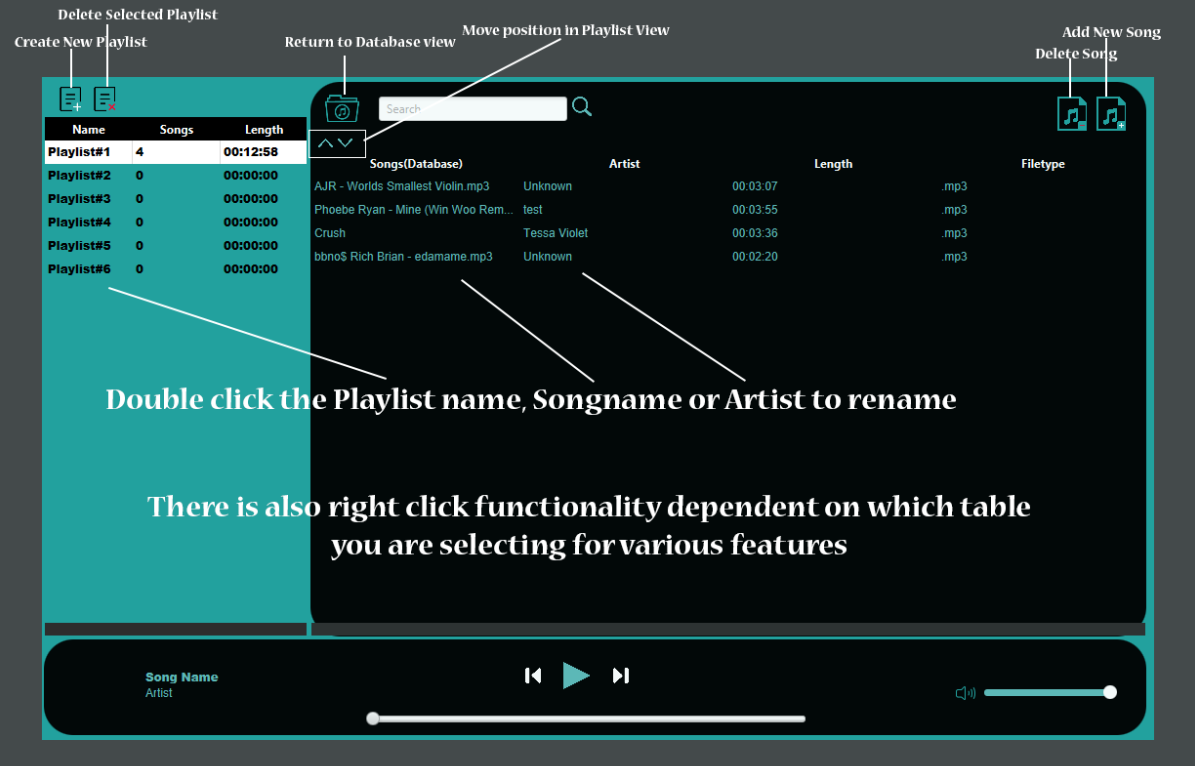 Delete Selected Playlist
Create New Playlist
Return to Database view
Move position in Playlist View
Add New Song
Delete Song
Search
Name Songs Length
Playlist#1 4 00:12:58
Playlist#2 0 00:00:00
Playlist#3 0 00:00:00
Playlist#4 0 00:00:00
Playlist#5 0 00:00:00
Playlist#6 0 00:00:00
Songs(Database) Artist Length Filetype
AJR - Worlds Smallest Violin.mp3 Unknown 00:03:07 .mp3
Phoebe Ryan - Mine (Win Woo Rem... test 00:03:55 .mp3
Crush Tessa Violet 00:03:36 .mp3
bbno$ Rich Brian - edamame.mp3 Unknown 00:02:20 .mp3
Double click the Playlist name, Songname or Artist to rename
There is also right click functionality dependent on which table
you are selecting for various features
Song Name
Artist